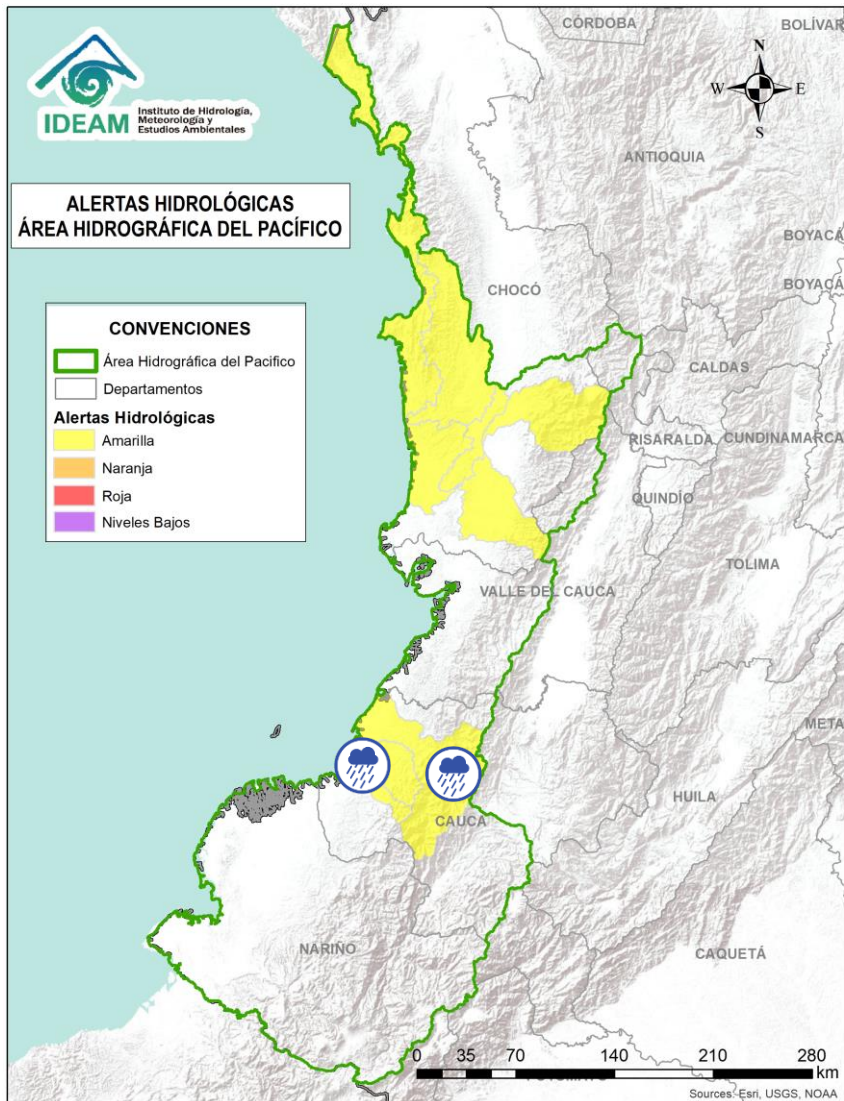 IDEAM
Instituto de Hidrología,
Meteorología y
Estudios Ambientales
ALERTAS HIDROLÓGICAS
ÁREA HIDROGRÁFICA DEL PACÍFICO
CONVENCIONES
Área Hidrográfica del Pacifico
Departamentos
Alertas Hidrológicas
Amarilla
Naranja
Roja
Niveles Bajos
N
W E
S
CÓRDOBA
BOLÍVAR
ANTIOQUIA
BOYACÁ
BOYACÁ
CHOCÓ
CALDAS
RISARALDA
CUNDINAMARCA
QUINDÍO
TOLIMA
VALLE DEL CAUCA
META
HUILA
CAUCA
NARIÑO
CAQUETÁ
0 35 70 140 210 280
km
Sources: Esri, USGS, NOAA